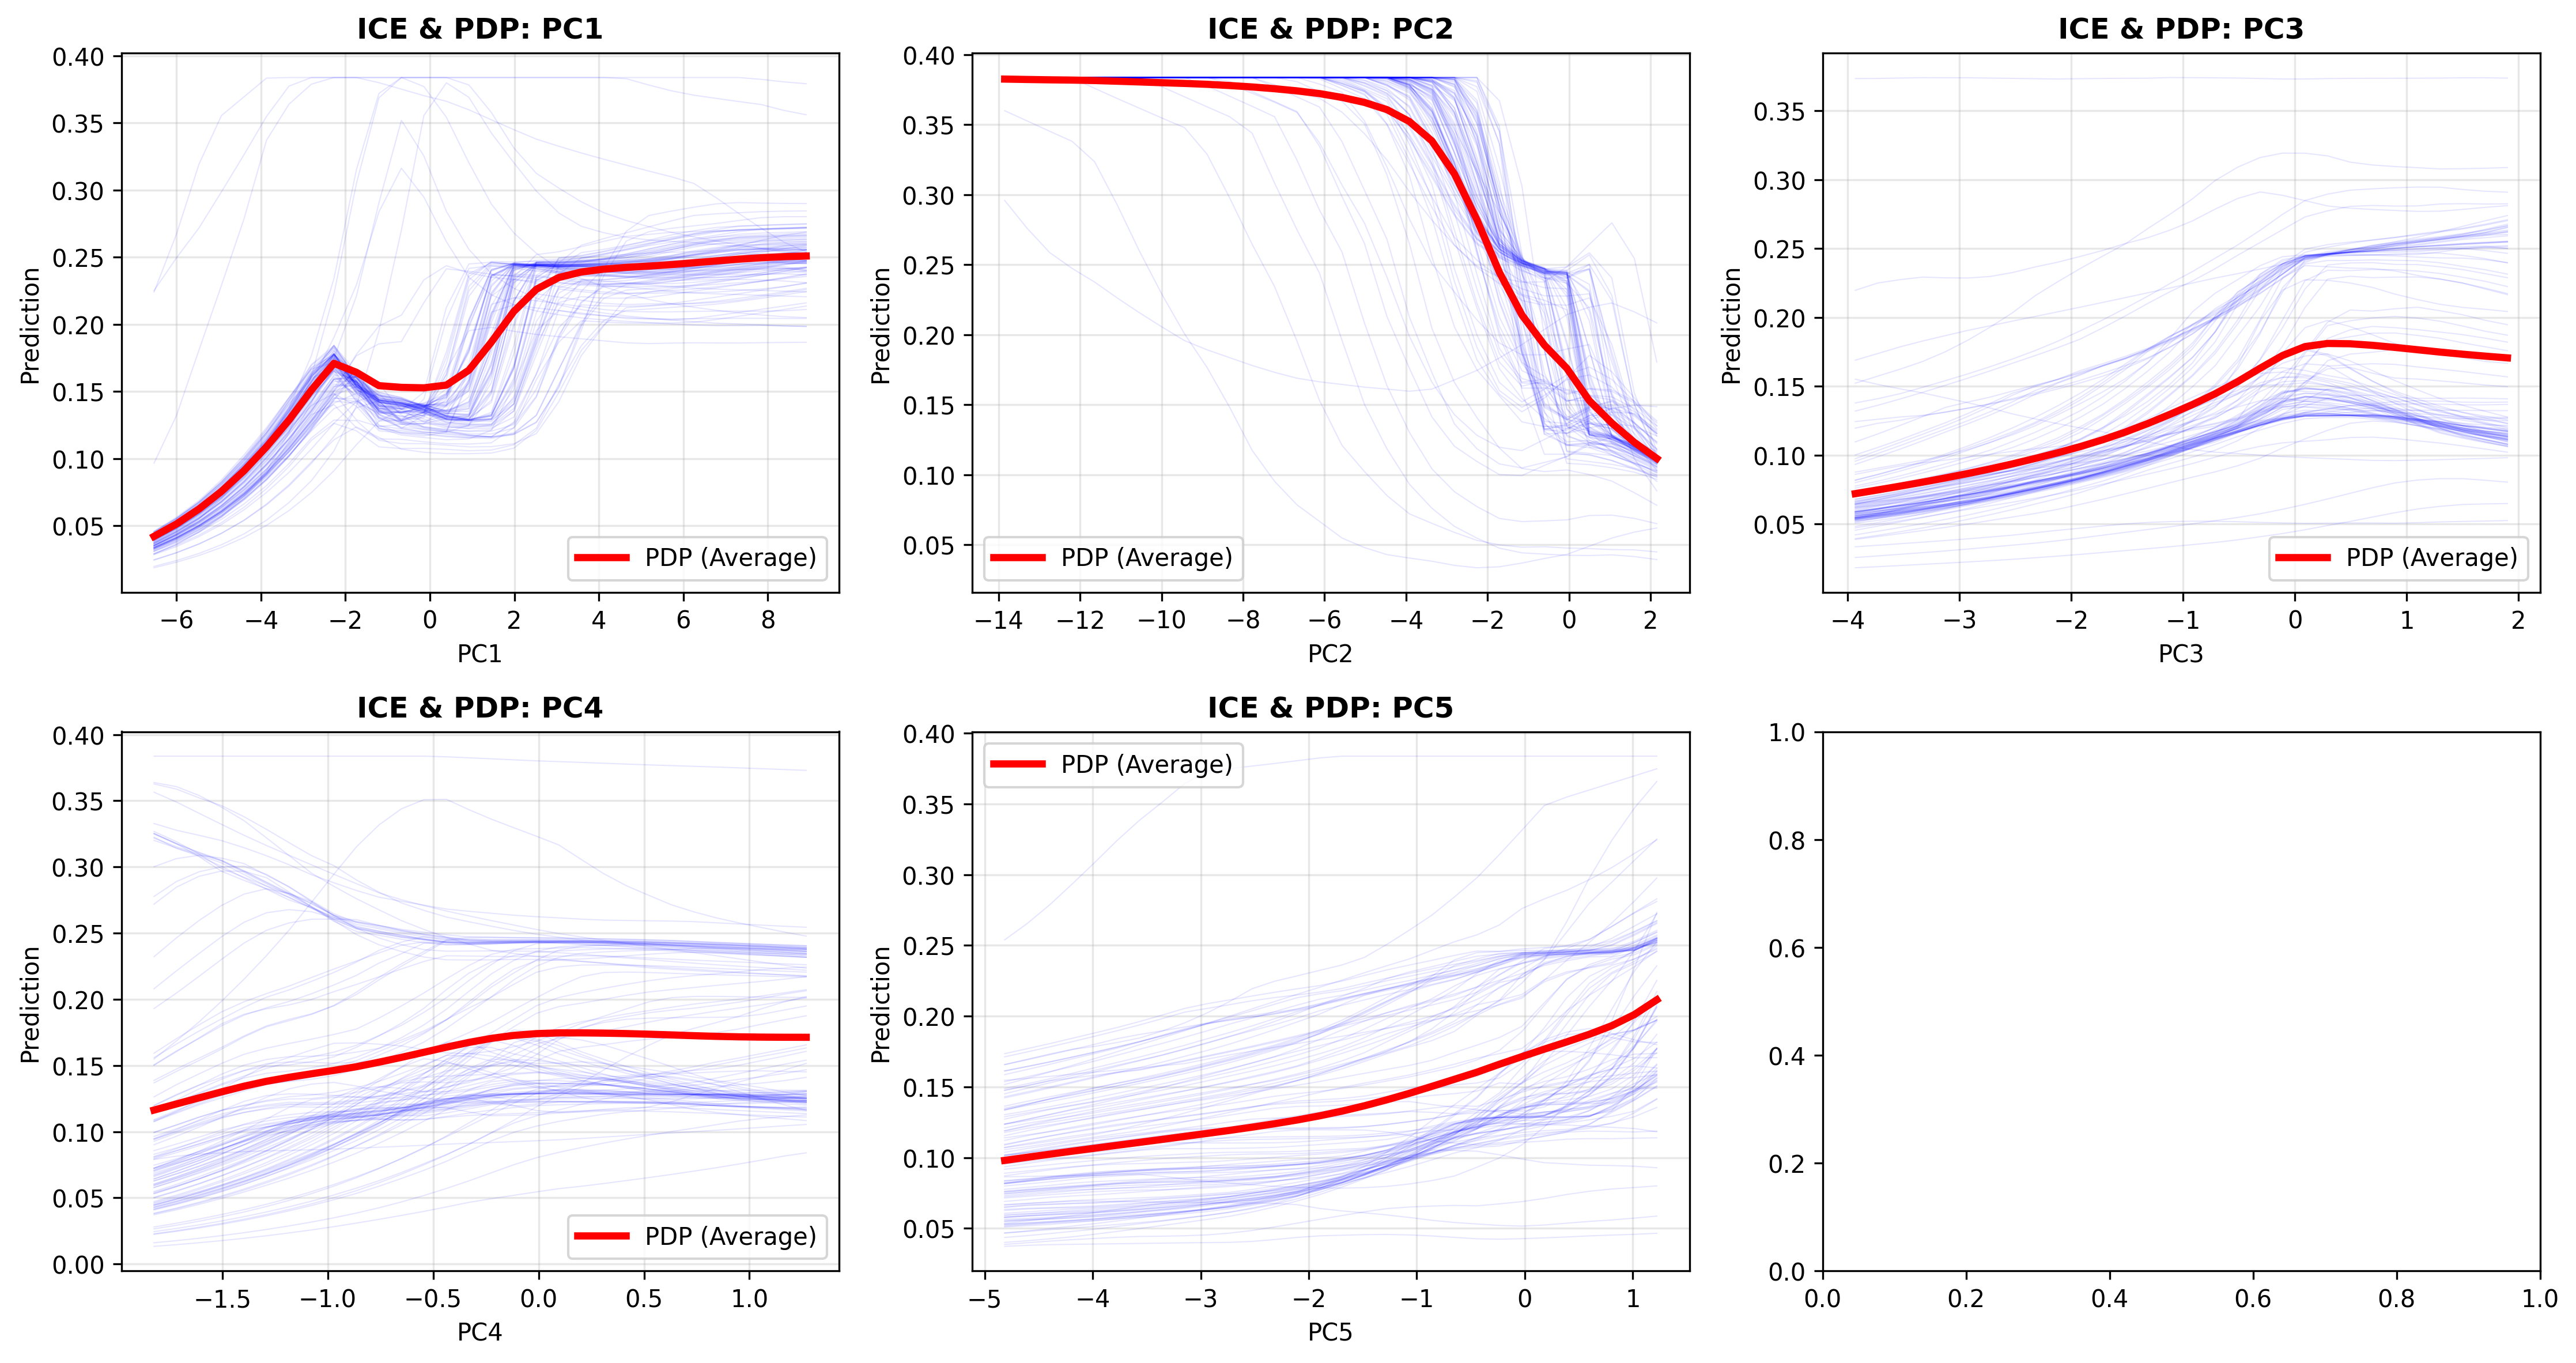 ICE & PDP: PC1
0.40
0.35
0.30
0.25
0.20
0.15
0.10
0.05
Prediction
PDP (Average)
−6 −4 −2 0 2 4 6 8
PC1
ICE & PDP: PC2
0.40
0.35
0.30
0.25
0.20
0.15
0.10
0.05
Prediction
PDP (Average)
−14 −12 −10 −8 −6 −4 −2 0 2
PC2
ICE & PDP: PC3
0.35
0.30
0.25
0.20
0.15
0.10
0.05
Prediction
PDP (Average)
−4 −3 −2 −1 0 1 2
PC3
ICE & PDP: PC4
0.40
0.35
0.30
0.25
0.20
0.15
0.10
0.05
0.00
Prediction
PDP (Average)
−1.5 −1.0 −0.5 0.0 0.5 1.0
PC4
ICE & PDP: PC5
0.40
0.35
0.30
0.25
0.20
0.15
0.10
0.05
Prediction
PDP (Average)
−5 −4 −3 −2 −1 0 1
PC5
1.0
0.8
0.6
0.4
0.2
0.0
0.0 0.2 0.4 0.6 0.8 1.0